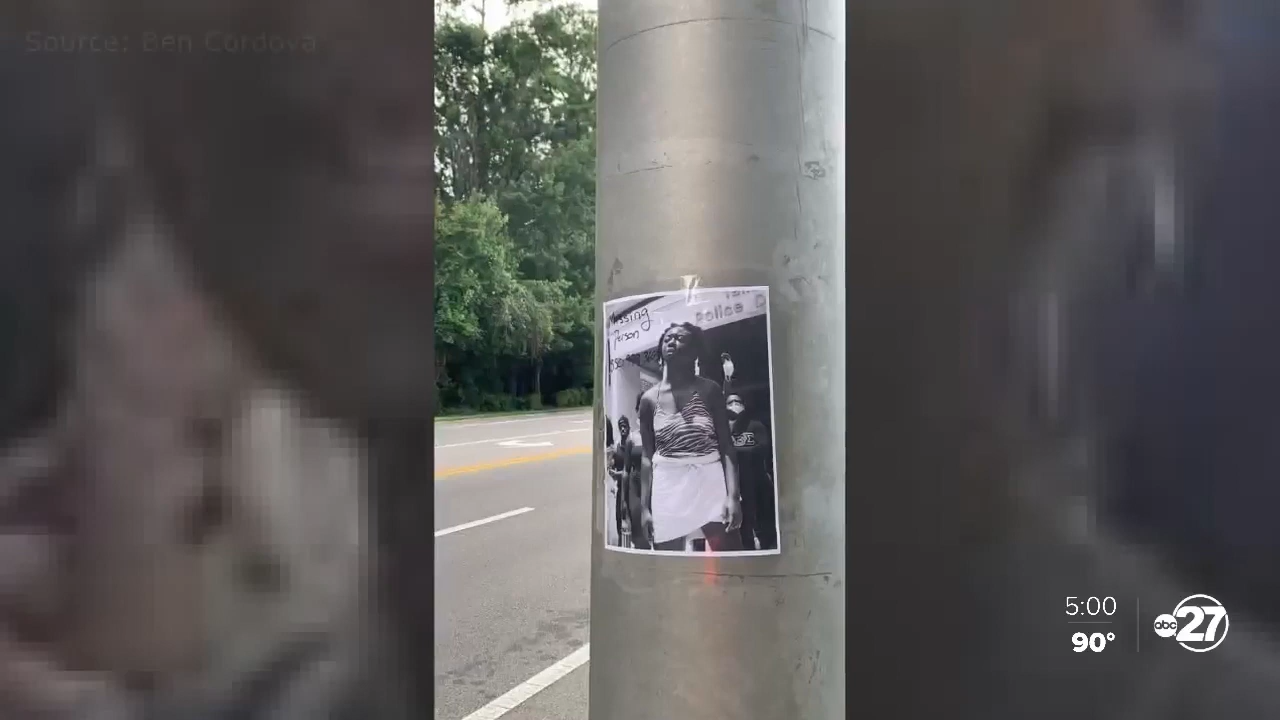 Source: Ben Cordova
Police D
Missing
Person
5:00
90°
abc
27